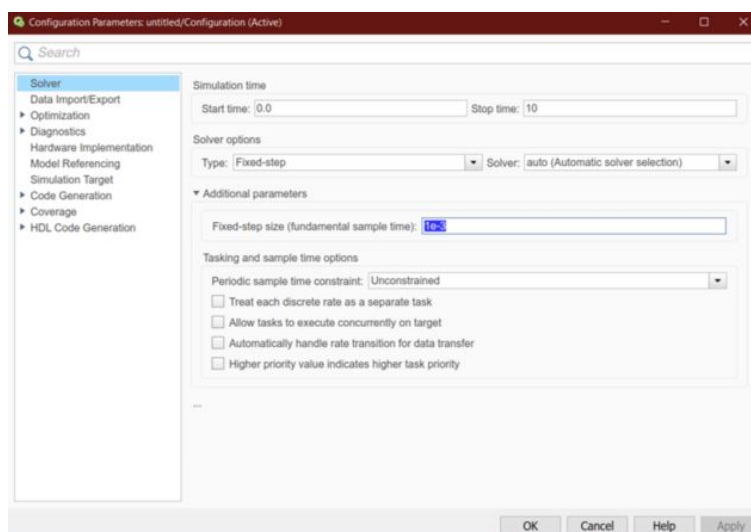 Configuration Parameters: untitled/Configuration (Active)
Search
Solver
Data Import/Export
Optimization
Diagnostics
Hardware Implementation
Model Referencing
Simulation Target
Code Generation
Coverage
HDL Code Generation
Simulation time
Start time: 0.0 Stop time: 10
Solver options
Type: Fixed-step Solver: auto (Automatic solver selection)
Additional parameters
Fixed-step size (fundamental sample time): 1e-3
Tasking and sample time options
Periodic sample time constraint: Unconstrained
Treat each discrete rate as a separate task
Allow tasks to execute concurrently on target
Automatically handle rate transition for data transfer
Higher priority value indicates higher task priority
...
OK Cancel Help Apply